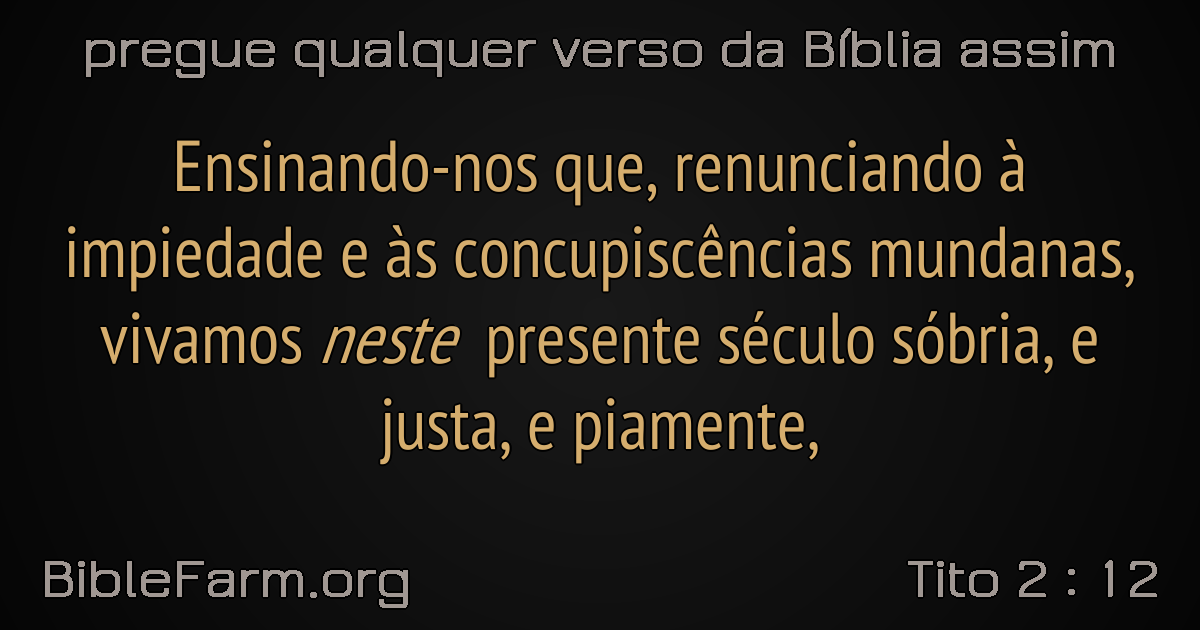 pregue qualquer verso da Bíblia assim
Ensinando-nos que, renunciando à
impiedade e às concupiscências mundanas,
vivamos neste presente século sóbria, e
justa, e piamente,
BibleFarm.org
Tito 2 : 12